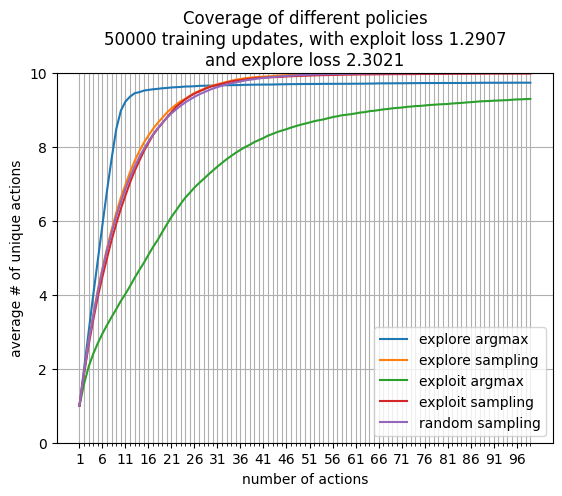 Coverage of different policies
50000 training updates, with exploit loss 1.2907
and explore loss 2.3021
10
8
6
4
2
0
average # of unique actions
explore argmax
explore sampling
exploit argmax
exploit sampling
random sampling
1 6 11 16 21 26 31 36 41 46 51 56 61 66 71 76 81 86 91 96
number of actions